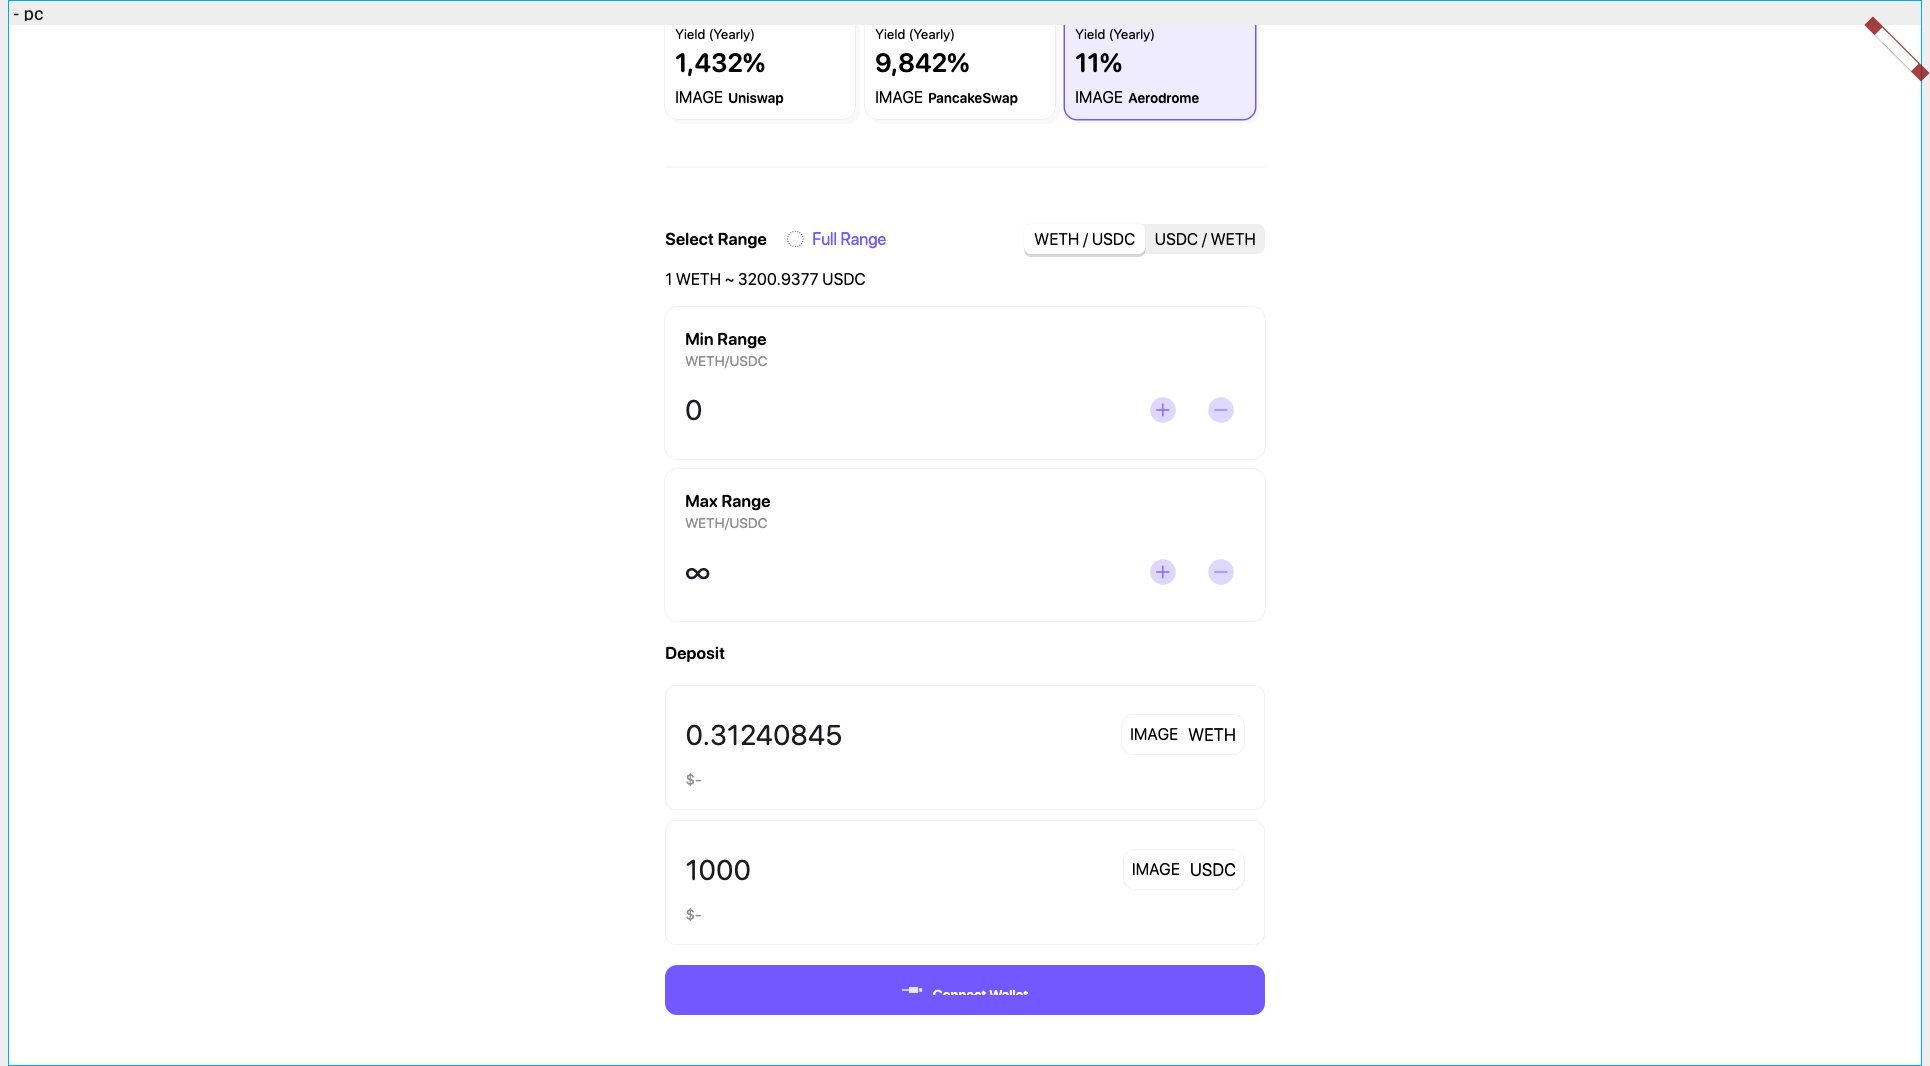 - pc
Yield (Yearly)
1,432%
IMAGE Uniswap
Yield (Yearly)
9,842%
IMAGE PancakeSwap
Yield (Yearly)
11%
IMAGE Aerodrome
Select Range Full Range
WETH / USDC USDC / WETH
1 WETH ~ 3200.9377 USDC
Min Range
WETH/USDC
0
Max Range
WETH/USDC
∞
Deposit
0.31240845
IMAGE WETH
$-
1000
IMAGE USDC
$-
Connect Wallet